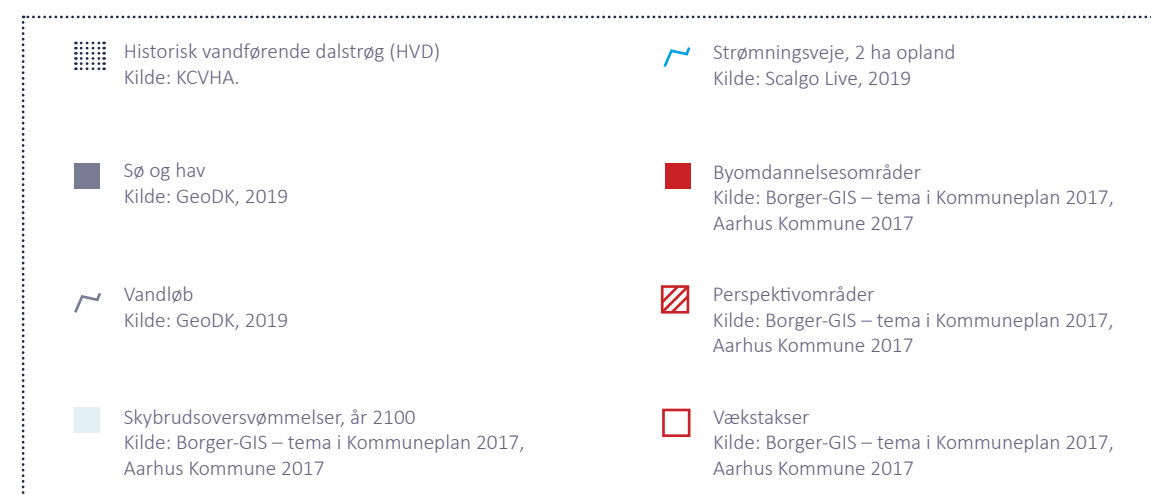 Historisk vandførende dalstrøg (HVD)
Kilde: KCVHA.
Sø og hav
Kilde: GeoDK, 2019
Vandløb
Kilde: GeoDK, 2019
Skybrudsoversvømmelser, år 2100
Kilde: Borger-GIS – tema i Kommuneplan 2017,
Aarhus Kommune 2017
Strømningsveje, 2 ha opland
Kilde: Scalgo Live, 2019
Byomdannelsesområder
Kilde: Borger-GIS – tema i Kommuneplan 2017,
Aarhus Kommune 2017
Perspektivområder
Kilde: Borger-GIS – tema i Kommuneplan 2017,
Aarhus Kommune 2017
Vækstakser
Kilde: Borger-GIS – tema i Kommuneplan 2017,
Aarhus Kommune 2017